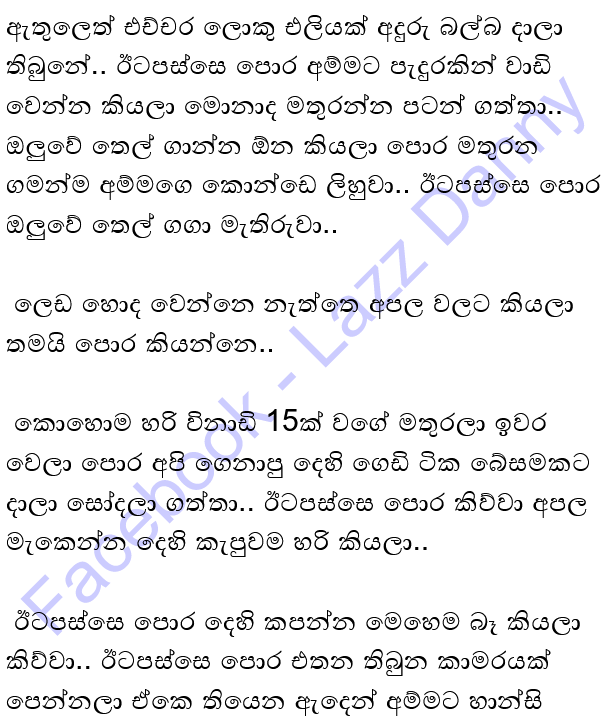 ඇතුලෙත් එච්චර ලොකු එලියක් අදුරු බල්බ දාලා
තිබුනේ.. ඊටපස්සෙ පොර අම්මට පැදුරකින් වාඩි
වෙන්න කියලා මොනාද මතුරන්න පටන් ගත්තා..
ඔලුවේ තෙල් ගාන්න ඕන කියලා පොර මතුරන
ගමන්ම අම්මගෙ කොන්ඩෙ ලිහුවා.. ඊටපස්සෙ පොර
ඔලුවේ තෙල් ගගා මැතිරුවා..
ලෙඩ හොද වෙන්නෙ නැත්තෙ අපල වලට කියලා
තමයි පොර කියන්නෙ..
කොහොම හරි විනාඩි 15ක් වගේ මතුරලා ඉවර
වෙලා පොර අපි ගෙනාපු දෙහි ගෙඩි ටික බේසමකට
දාලා සෝදලා ගත්තා.. ඊටපස්සෙ පොර කිව්වා අපල
මැකෙන්න දෙහි කැපුවම හරි කියලා..
ඊටපස්සෙ පොර දෙහි කපන්න මෙහෙම බෑ කියලා
කිව්වා.. ඊටපස්සෙ පොර එතන තිබුන කාමරයක්
පෙන්නලා ඒකෙ තියෙන ඇදෙන් අම්මට හාන්සි
Facebook - Lazz Danny